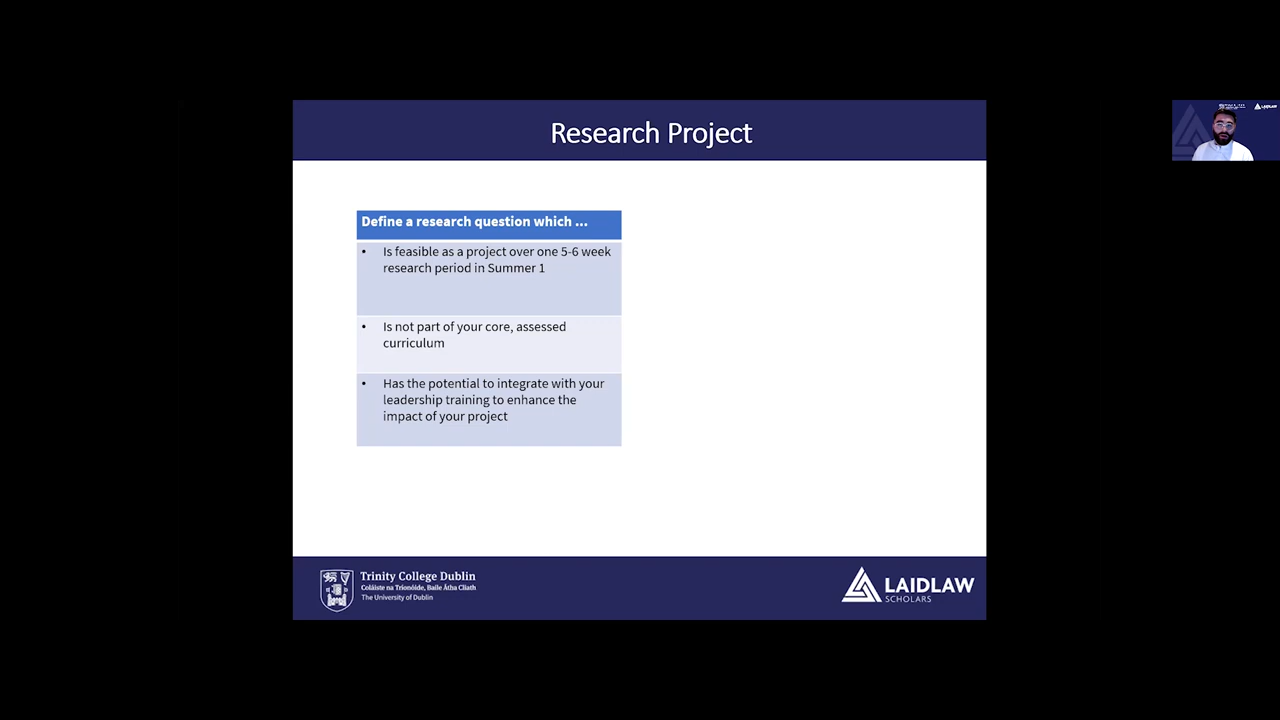 Research Project
Define a research question which ...
• Is feasible as a project over one 5-6 week
research period in Summer 1
• Is not part of your core, assessed
curriculum
• Has the potential to integrate with your
leadership training to enhance the
impact of your project
Trinity College Dublin
Coláiste na Tríonóide, Baile Átha Cliath
The University of Dublin
LAIDLAW
SCHOLARS
LAIDLAW